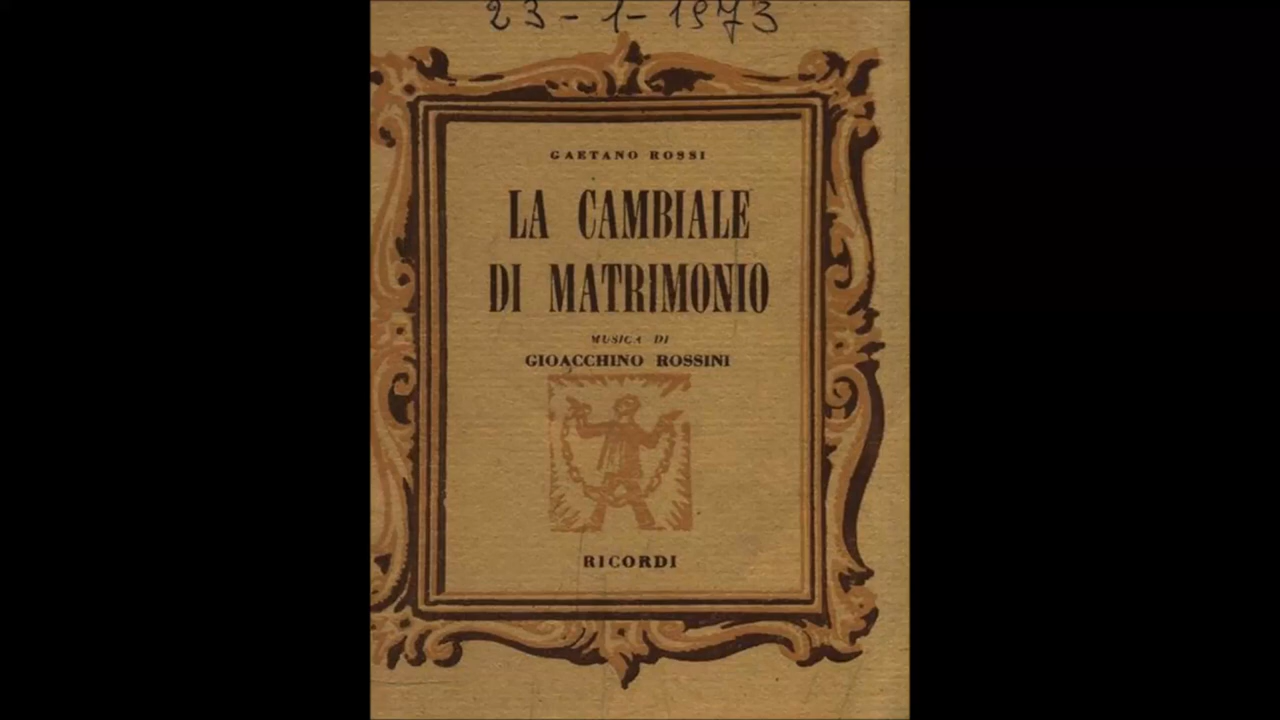 23-1-1973
GAETANO ROSSI
LA CAMBIALE
DI MATRIMONIO
MUSICA DI
GIOACCHINO ROSSINI
RICORDI